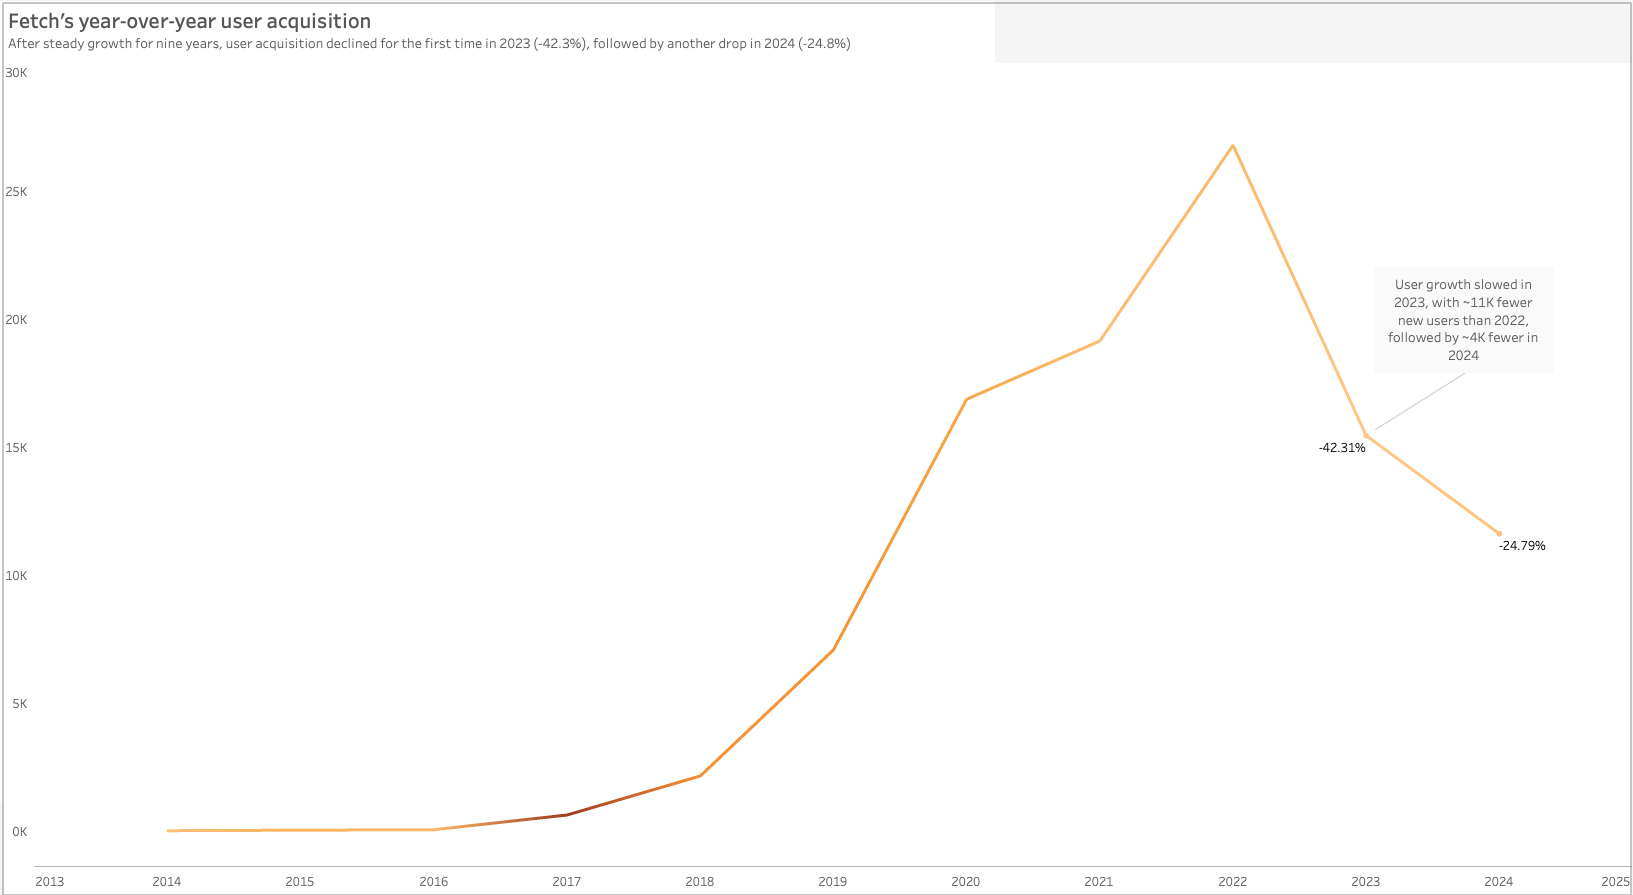 Fetch's year-over-year user acquisition
After steady growth for nine years, user acquisition declined for the first time in 2023 (-42.3%), followed by another drop in 2024 (-24.8%)
30K
25K
20K
15K
10K
5K
0K
User growth slowed in
2023, with ~11K fewer
new users than 2022,
followed by ~4K fewer in
2024
-42.31%
-24.79%
2013 2014 2015 2016 2017 2018 2019 2020 2021 2022 2023 2024 2025